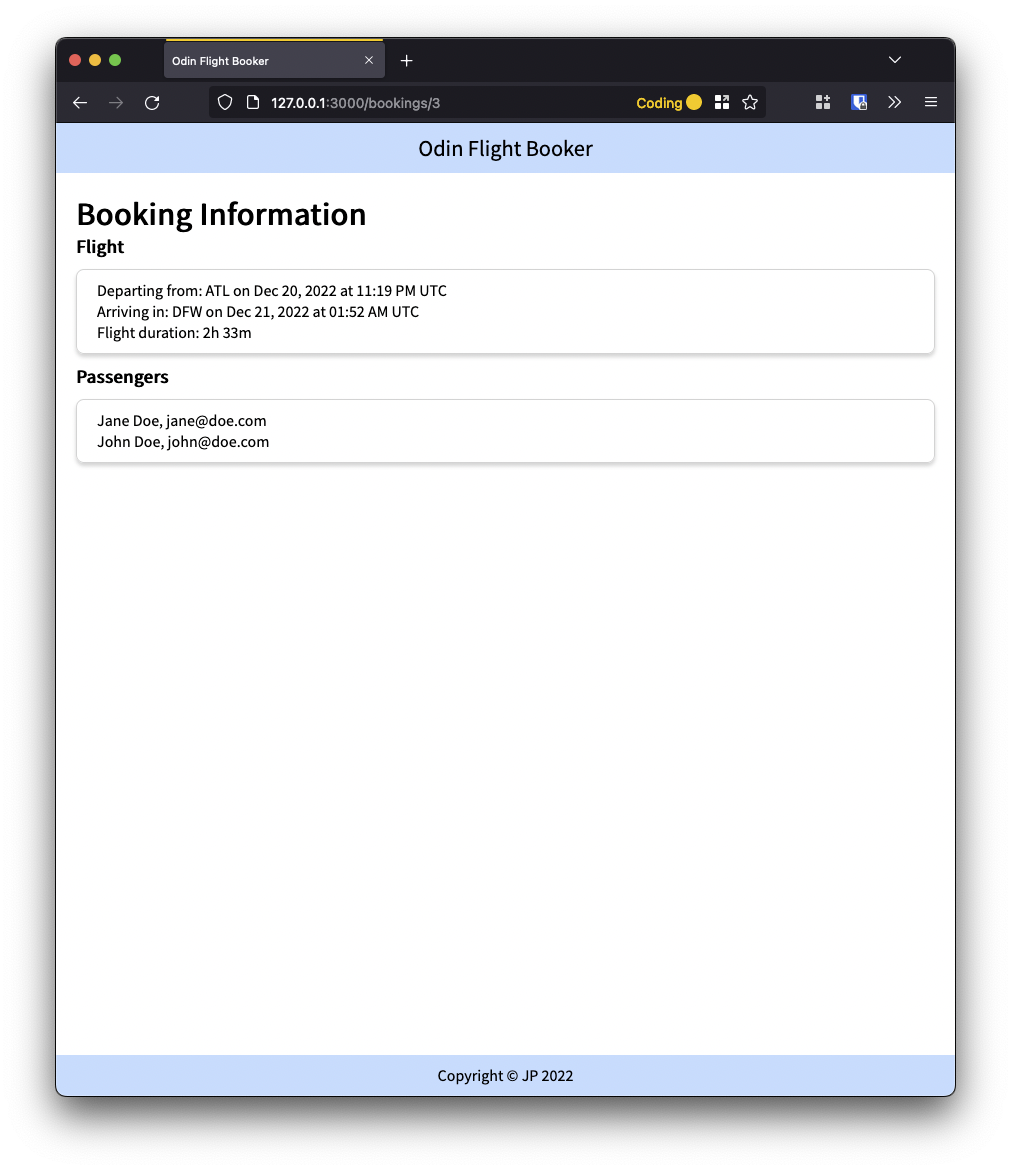 Odin Flight Booker
127.0.0.1:3000/bookings/3
Coding
Odin Flight Booker
Booking Information
Flight
Departing from: ATL on Dec 20, 2022 at 11:19 PM UTC
Arriving in: DFW on Dec 21, 2022 at 01:52 AM UTC
Flight duration: 2h 33m
Passengers
Jane Doe, jane@doe.com
John Doe, john@doe.com
Copyright © JP 2022